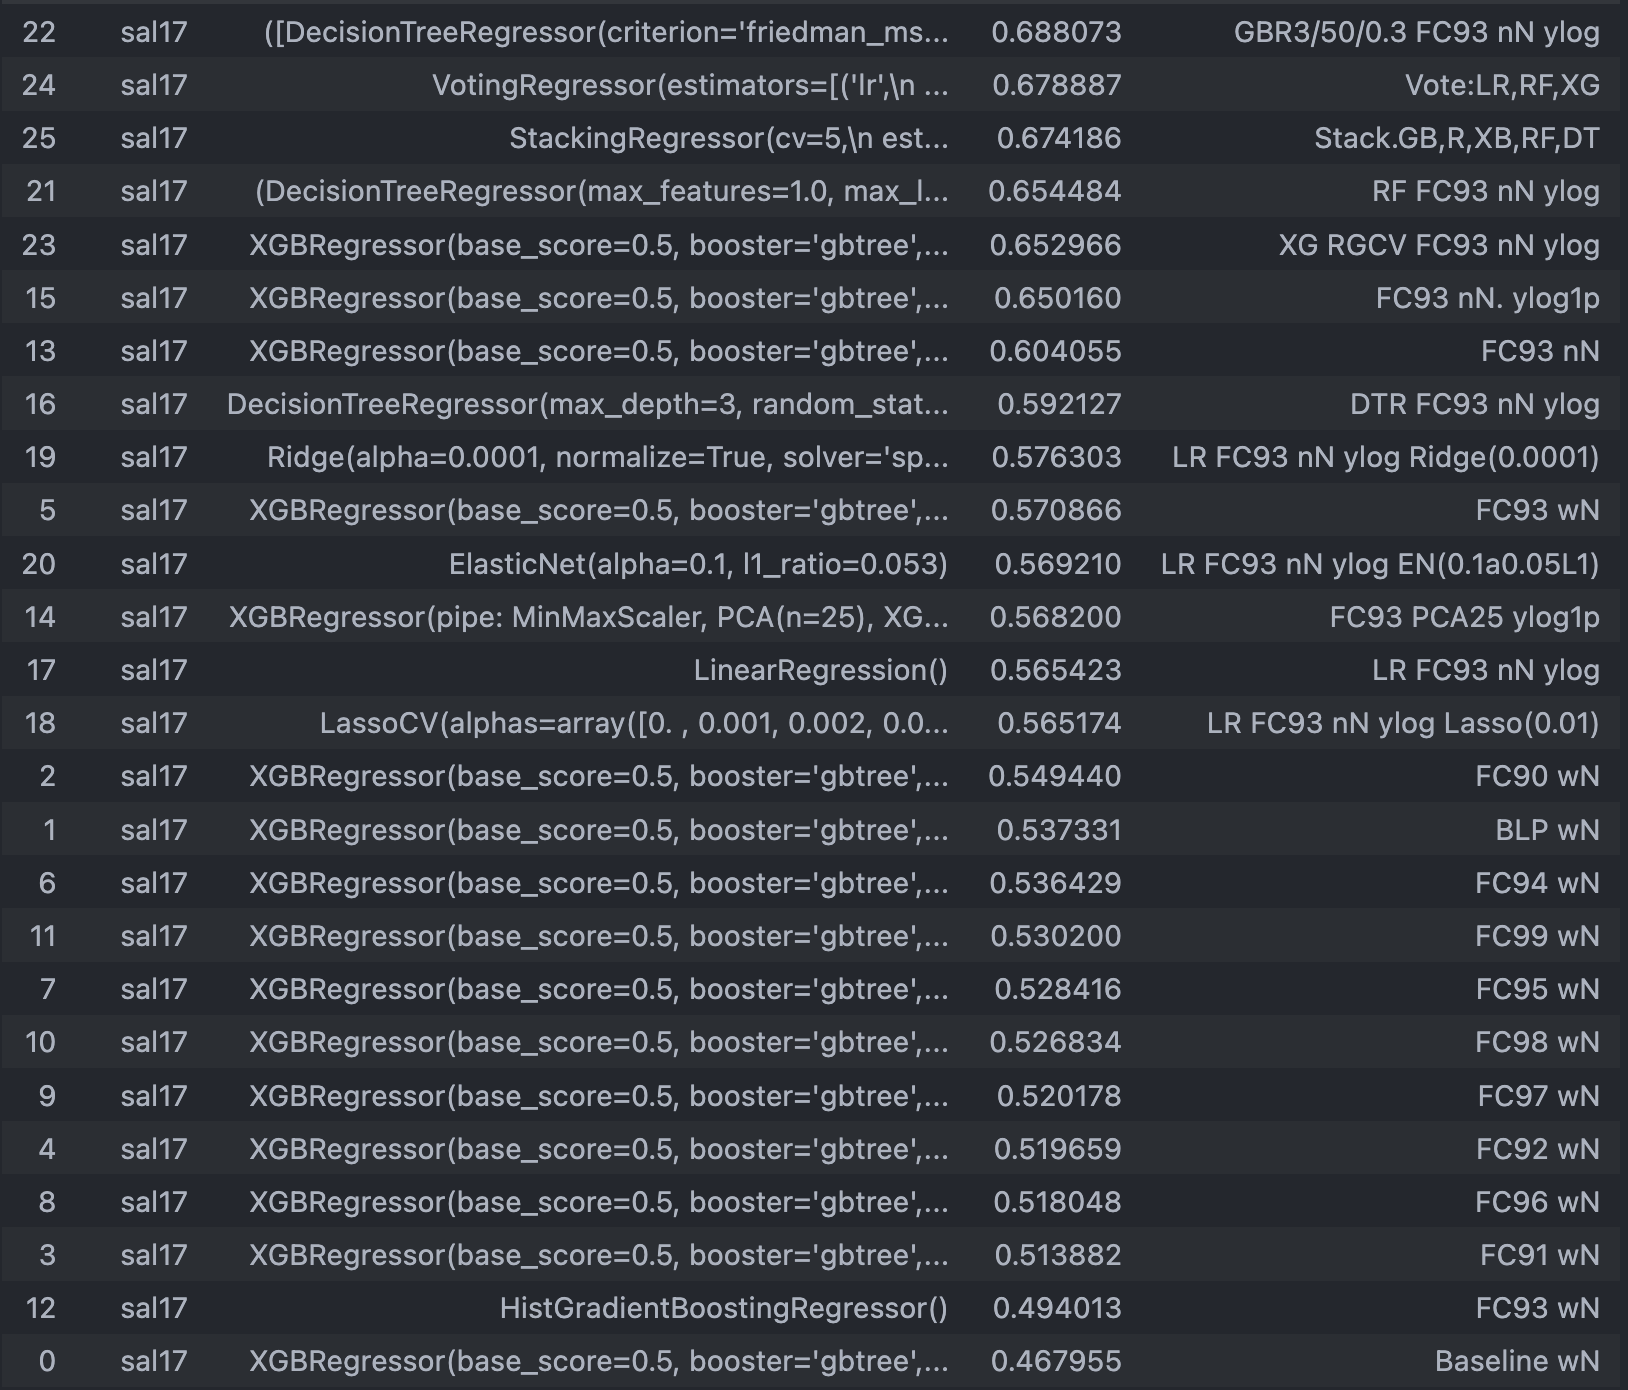 22 sal17 ([DecisionTreeRegressor(criterion='friedman_ms... 0.688073 GBR3/50/0.3 FC93 nN ylog
24 sal17 VotingRegressor(estimators=[('lr',\n ... 0.678887 Vote:LR,RF,XG
25 sal17 StackingRegressor(cv=5,\n est... 0.674186 Stack.GB,R,XB,RF,DT
21 sal17 (DecisionTreeRegressor(max_features=1.0, max_l... 0.654484 RF FC93 nN ylog
23 sal17 XGBRegressor(base_score=0.5, booster='gbtree',... 0.652966 XG RGCV FC93 nN ylog
15 sal17 XGBRegressor(base_score=0.5, booster='gbtree',... 0.650160 FC93 nN. ylog1p
13 sal17 XGBRegressor(base_score=0.5, booster='gbtree',... 0.604055 FC93 nN
16 sal17 DecisionTreeRegressor(max_depth=3, random_stat... 0.592127 DTR FC93 nN ylog
19 sal17 Ridge(alpha=0.0001, normalize=True, solver='sp... 0.576303 LR FC93 nN ylog Ridge(0.0001)
5 sal17 XGBRegressor(base_score=0.5, booster='gbtree',... 0.570866 FC93 wN
20 sal17 ElasticNet(alpha=0.1, l1_ratio=0.053) 0.569210 LR FC93 nN ylog EN(0.1a0.05L1)
14 sal17 XGBRegressor(pipe: MinMaxScaler, PCA(n=25), XG... 0.568200 FC93 PCA25 ylog1p
17 sal17 LinearRegression() 0.565423 LR FC93 nN ylog
18 sal17 LassoCV(alphas=array([0. , 0.001, 0.002, 0.0... 0.565174 LR FC93 nN ylog Lasso(0.01)
2 sal17 XGBRegressor(base_score=0.5, booster='gbtree',... 0.549440 FC90 wN
1 sal17 XGBRegressor(base_score=0.5, booster='gbtree',... 0.537331 BLP wN
6 sal17 XGBRegressor(base_score=0.5, booster='gbtree',... 0.536429 FC94 wN
11 sal17 XGBRegressor(base_score=0.5, booster='gbtree',... 0.530200 FC99 wN
7 sal17 XGBRegressor(base_score=0.5, booster='gbtree',... 0.528416 FC95 wN
10 sal17 XGBRegressor(base_score=0.5, booster='gbtree',... 0.526834 FC98 wN
9 sal17 XGBRegressor(base_score=0.5, booster='gbtree',... 0.520178 FC97 wN
4 sal17 XGBRegressor(base_score=0.5, booster='gbtree',... 0.519659 FC92 wN
8 sal17 XGBRegressor(base_score=0.5, booster='gbtree',... 0.518048 FC96 wN
3 sal17 XGBRegressor(base_score=0.5, booster='gbtree',... 0.513882 FC91 wN
12 sal17 HistGradientBoostingRegressor() 0.494013 FC93 wN
0 sal17 XGBRegressor(base_score=0.5, booster='gbtree',... 0.467955 Baseline wN